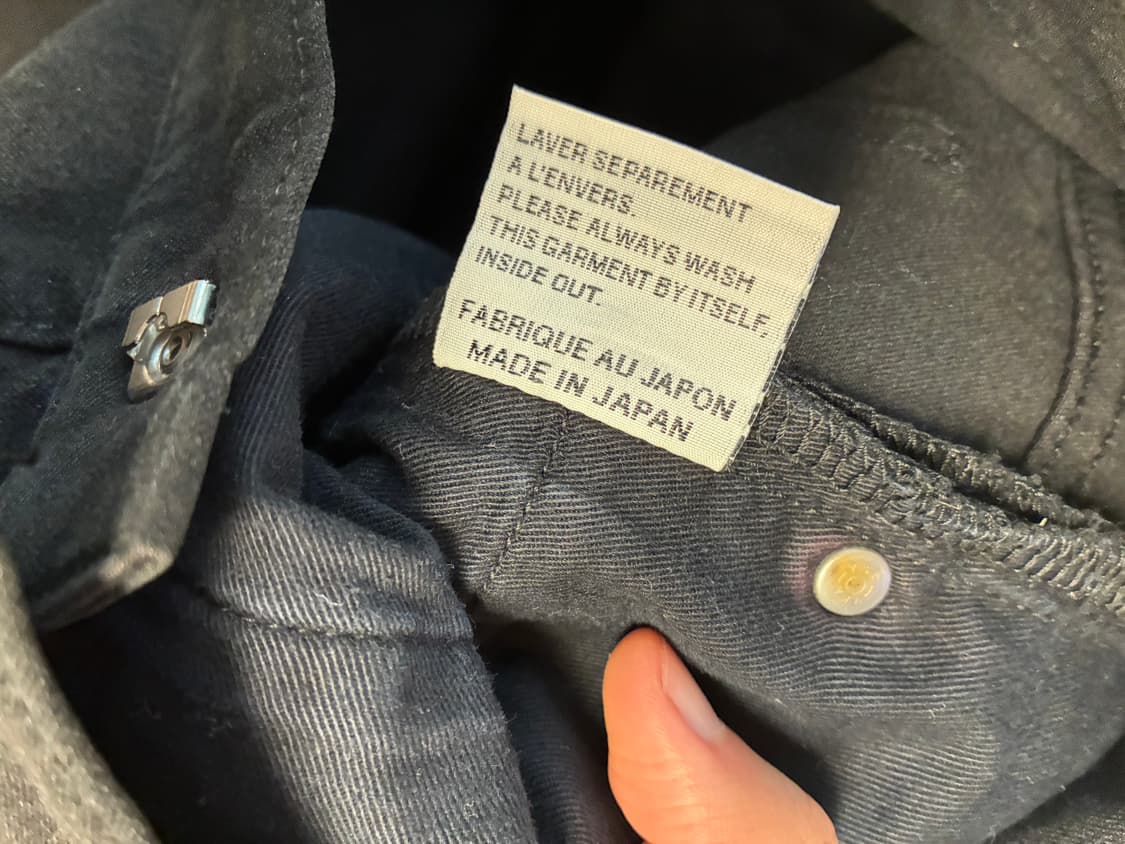 LAVER SEPAREMENT
A L'ENVERS.
PLEASE ALWAYS WASH
THIS GARMENT BY ITSELF,
INSIDE OUT.
FABRIQUE AU JAPON
MADE IN JAPAN